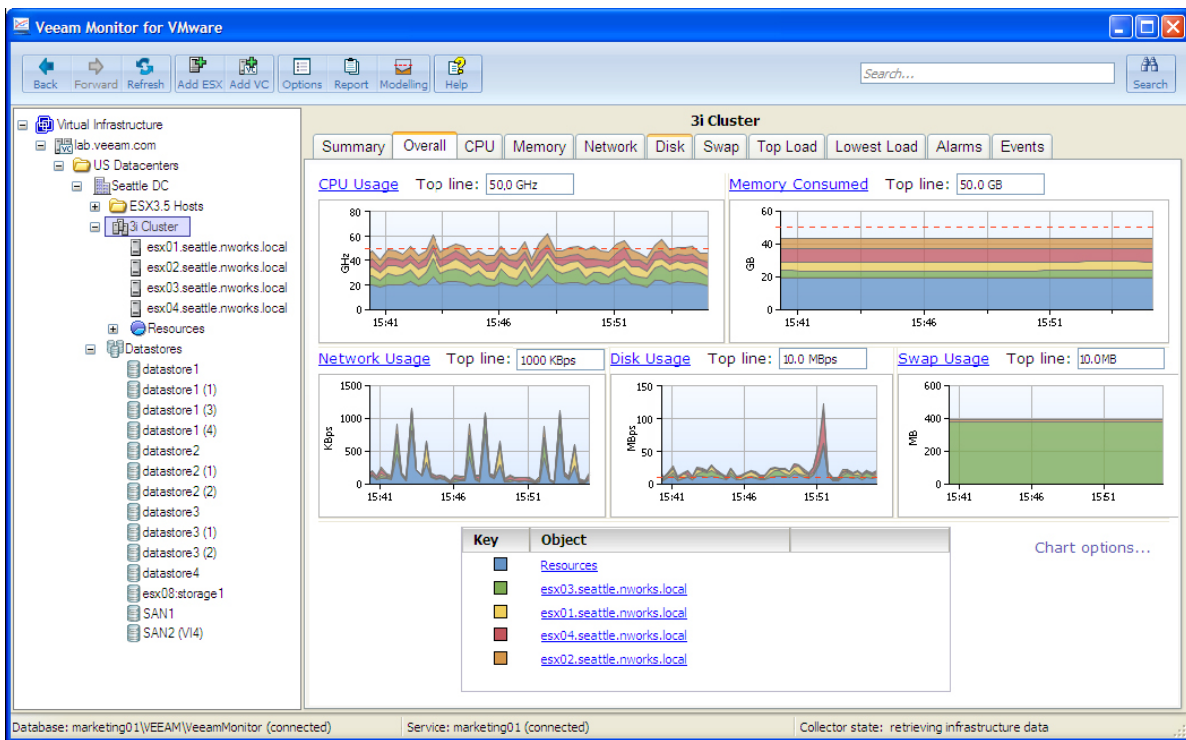 Veeam Monitor for VMware
Back Forward Refresh Add ESX Add VC Options Report Modelling Help
Search...
Search
Virtual Infrastructure
lab.veeam.com
US Datacenters
Seattle DC
ESX3.5 Hosts
3i Cluster
esx01.seattle.nworks.local
esx02.seattle.nworks.local
esx03.seattle.nworks.local
esx04.seattle.nworks.local
Resources
Datastores
datastore1
datastore1 (1)
datastore1 (3)
datastore1 (4)
datastore2
datastore2 (1)
datastore2 (2)
datastore3
datastore3 (1)
datastore3 (2)
datastore4
esx08:storage1
SAN1
SAN2 (VI4)
3i Cluster
Summary Overall CPU Memory Network Disk Swap Top Load Lowest Load Alarms Events
CPU Usage Top line: 50,0 GHz
80
60
40
20
0
GHz
15:41 15:46 15:51
Memory Consumed Top line: 50.0 GB
60
40
20
0
GB
15:41 15:46 15:51
Network Usage Top line: 1000 KBps
1500
1000
500
0
KBps
15:41 15:46 15:51
Disk Usage Top line: 10.0 MBps
150
100
50
0
MBps
15:41 15:46 15:51
Swap Usage Top line: 10.0MB
600
400
200
0
MB
15:41 15:46 15:51
Key Object
Resources
esx03.seattle.nworks.local
esx01.seattle.nworks.local
esx04.seattle.nworks.local
esx02.seattle.nworks.local
Chart options...
Database: marketing01\VEEAM\VeeamMonitor (connected) Service: marketing01 (connected) Collector state: retrieving infrastructure data